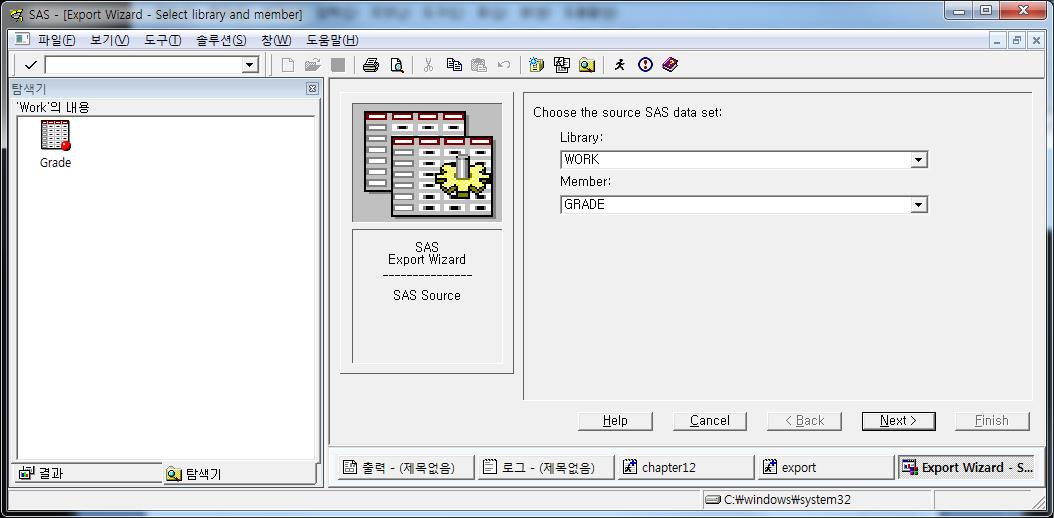 SAS - [Export Wizard - Select library and member]
파일(F) 보기(V) 도구(T) 솔루션(S) 창(W) 도움말(H)
탐색기
'Work'의 내용
Grade
결과
탐색기
SAS
Export Wizard
---------------
SAS Source
Choose the source SAS data set:
Library:
WORK
Member:
GRADE
Help Cancel < Back Next > Finish
출력 - (제목없음) 로그 - (제목없음) chapter12 export Export Wizard - S...
C:₩windows₩system32